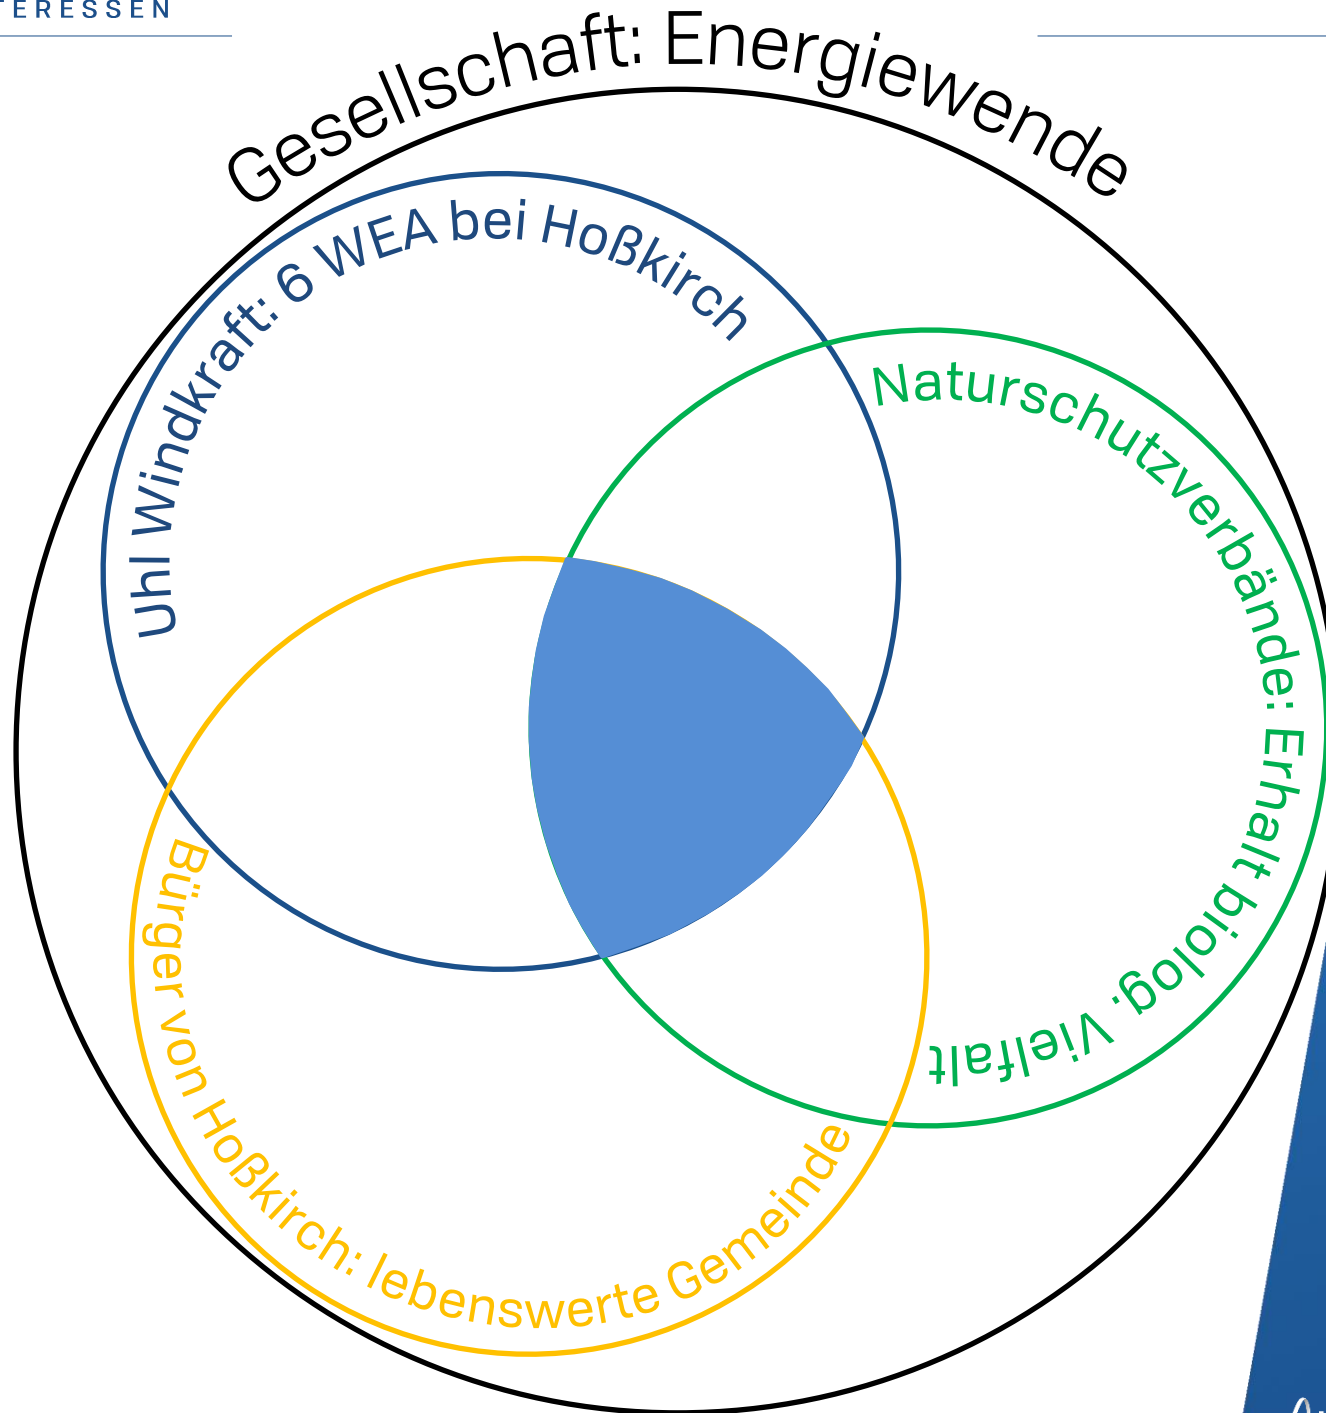 TERESSEN
Gesellschaft: Energiewende
Uhl Windkraft: 6 WEA bei Hoßkirch
Naturschutzverbände: Erhalt biolog. Vielfalt
Bürger von Hoßkirch: lebenswerte Gemeinde